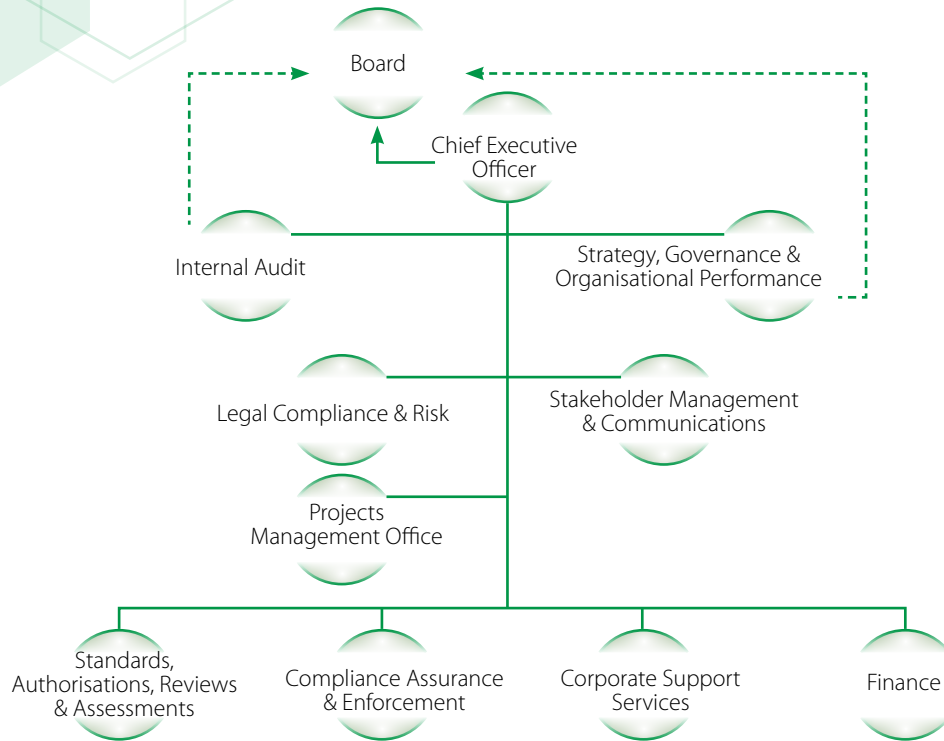 Board
Chief Executive
Officer
Internal Audit
Strategy, Governance &
Organisational Performance
Legal Compliance & Risk
Stakeholder Management
& Communications
Projects
Management Office
Standards,
Authorisations, Reviews
& Assessments
Compliance Assurance
& Enforcement
Corporate Support
Services
Finance